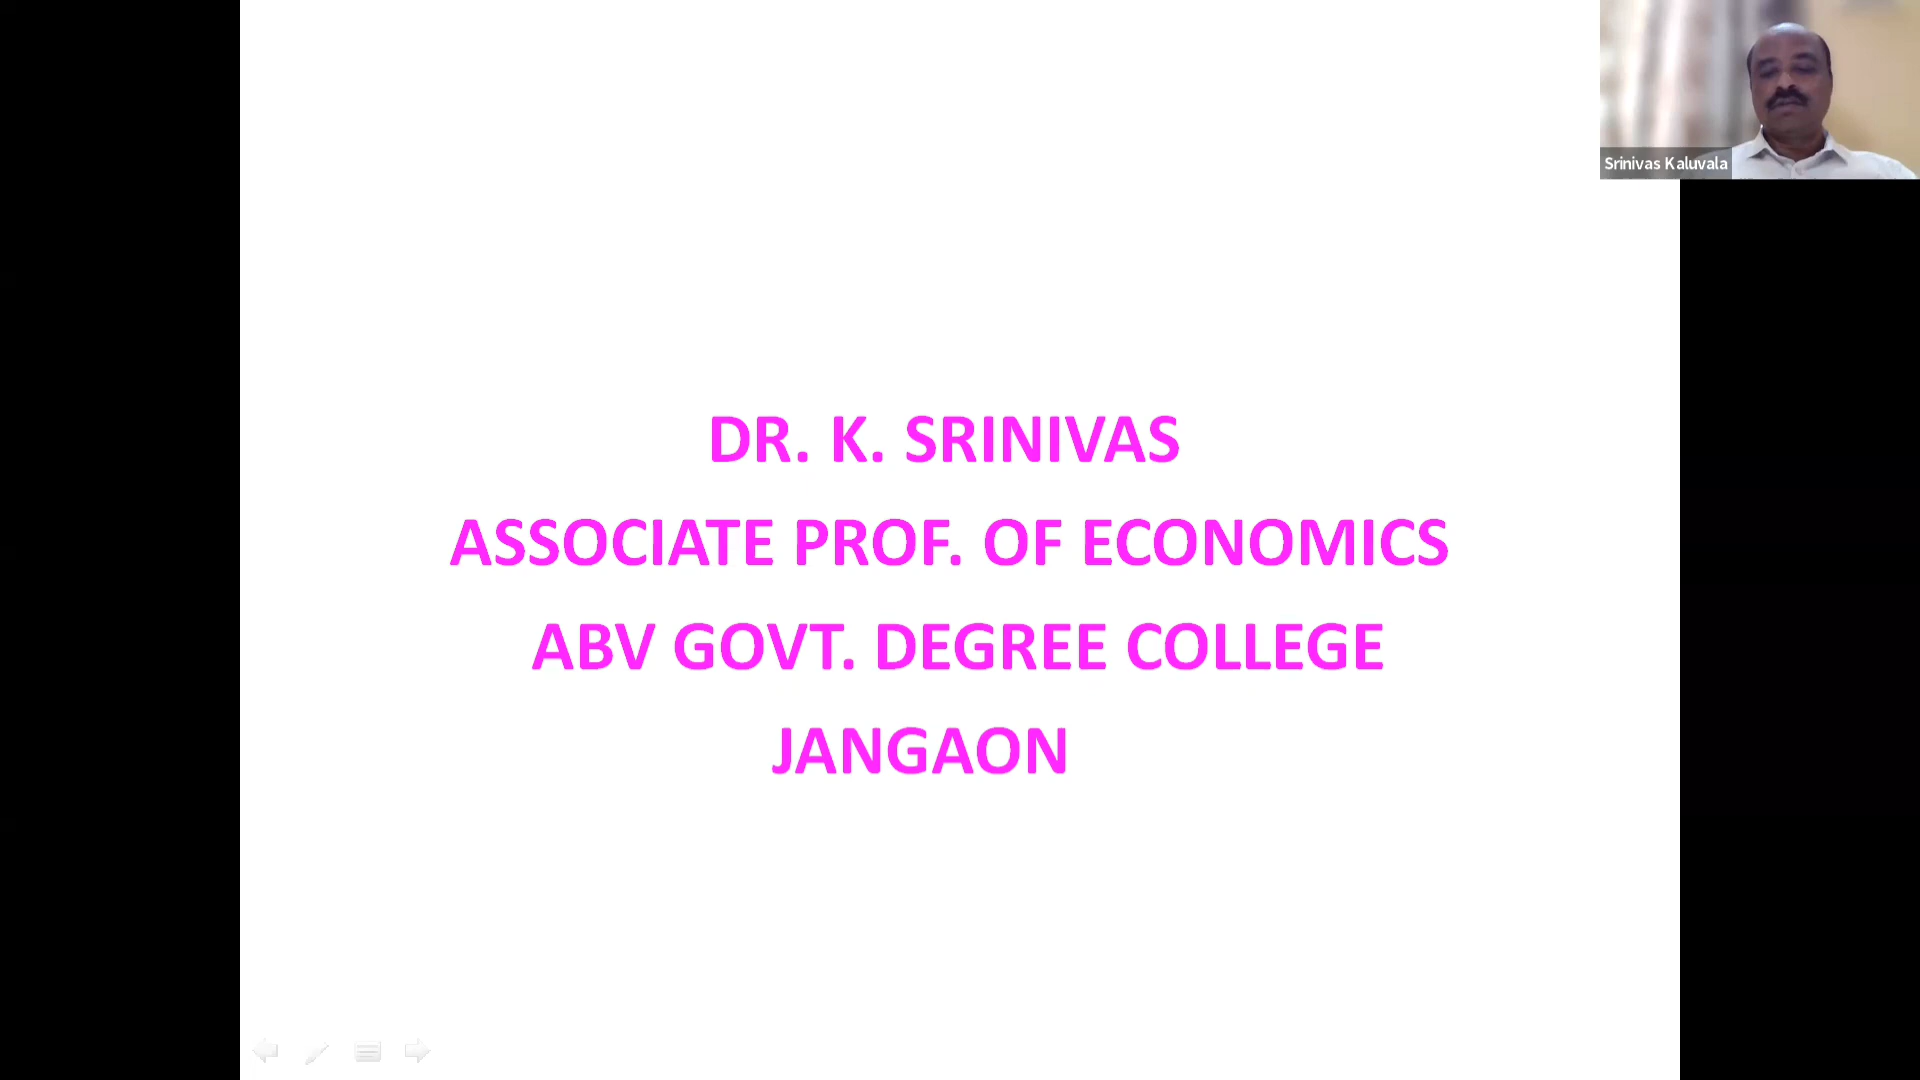 Srinivas Kaluvala
DR. K. SRINIVAS
ASSOCIATE PROF. OF ECONOMICS
ABV GOVT. DEGREE COLLEGE
JANGAON